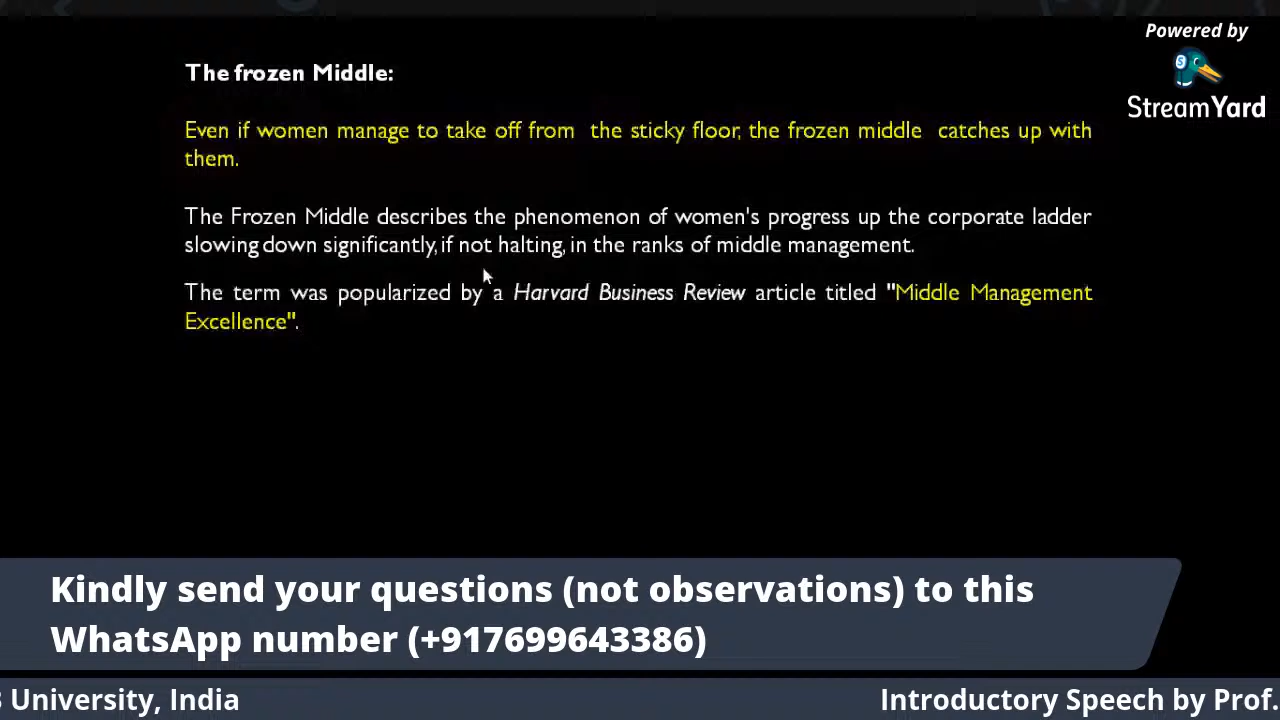 Powered by
StreamYard
The frozen Middle:
Even if women manage to take off from the sticky floor, the frozen middle catches up with
them.
The Frozen Middle describes the phenomenon of women's progress up the corporate ladder
slowing down significantly, if not halting, in the ranks of middle management.
The term was popularized by a Harvard Business Review article titled "Middle Management
Excellence".
Kindly send your questions (not observations) to this
WhatsApp number (+917699643386)
University, India
Introductory Speech by Prof.